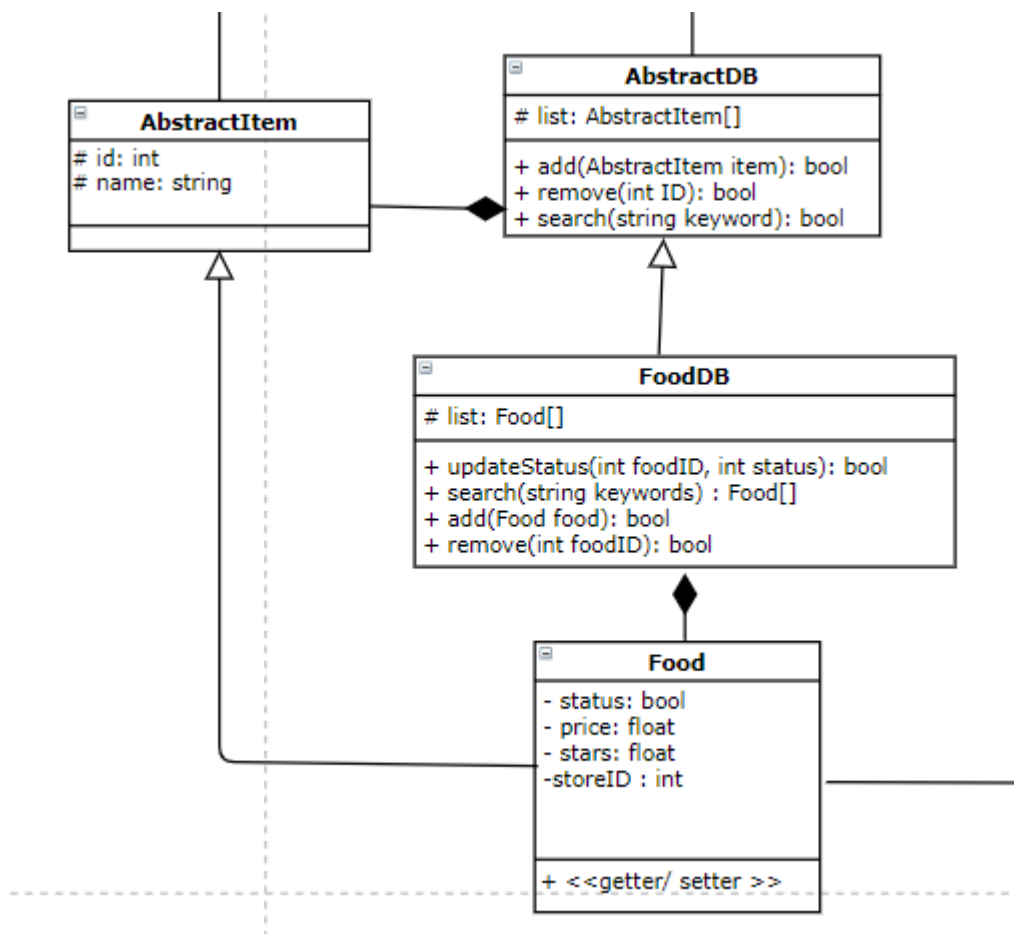 AbstractItem
# id: int
# name: string
AbstractDB
# list: AbstractItem[]
+ add(AbstractItem item): bool
+ remove(int ID): bool
+ search(string keyword): bool
FoodDB
# list: Food[]
+ updateStatus(int foodID, int status): bool
+ search(string keywords) : Food[]
+ add(Food food): bool
+ remove(int foodID): bool
Food
- status: bool
- price: float
- stars: float
-storeID : int
+ <<getter/ setter >>